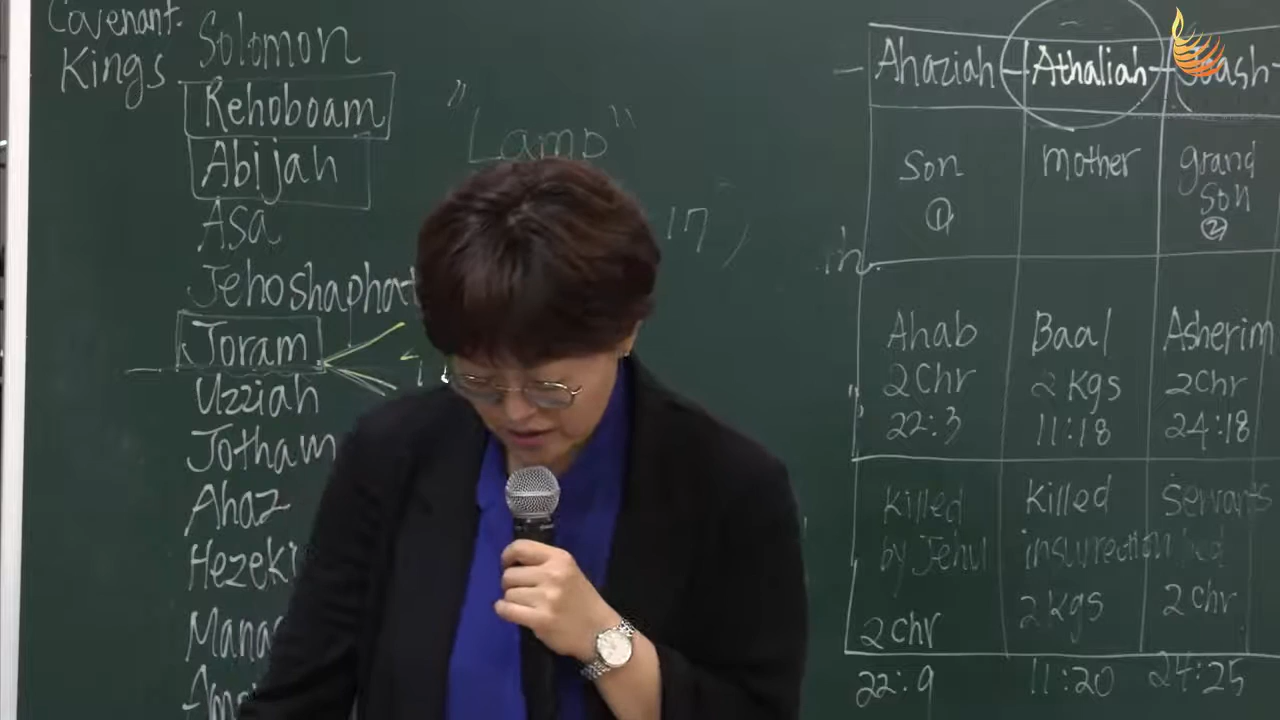 Covenant.
Kings
Solomon
Rehoboam
Abijah
Asa
Jehoshaphat
Joram
Uzziah
Jotham
Ahaz
"Lamp"
17,
Ahaziah
Athaliah
son
①
mother
grand
son
②
Ahab
2Chr
22:3
Baal
2 Kgs
11:18
Asherim
2Chr
24:18
Killed
by Jehu
2chr
22:9
Killed
insurrection
2 kgs
11:20
servants
2chr
24:25